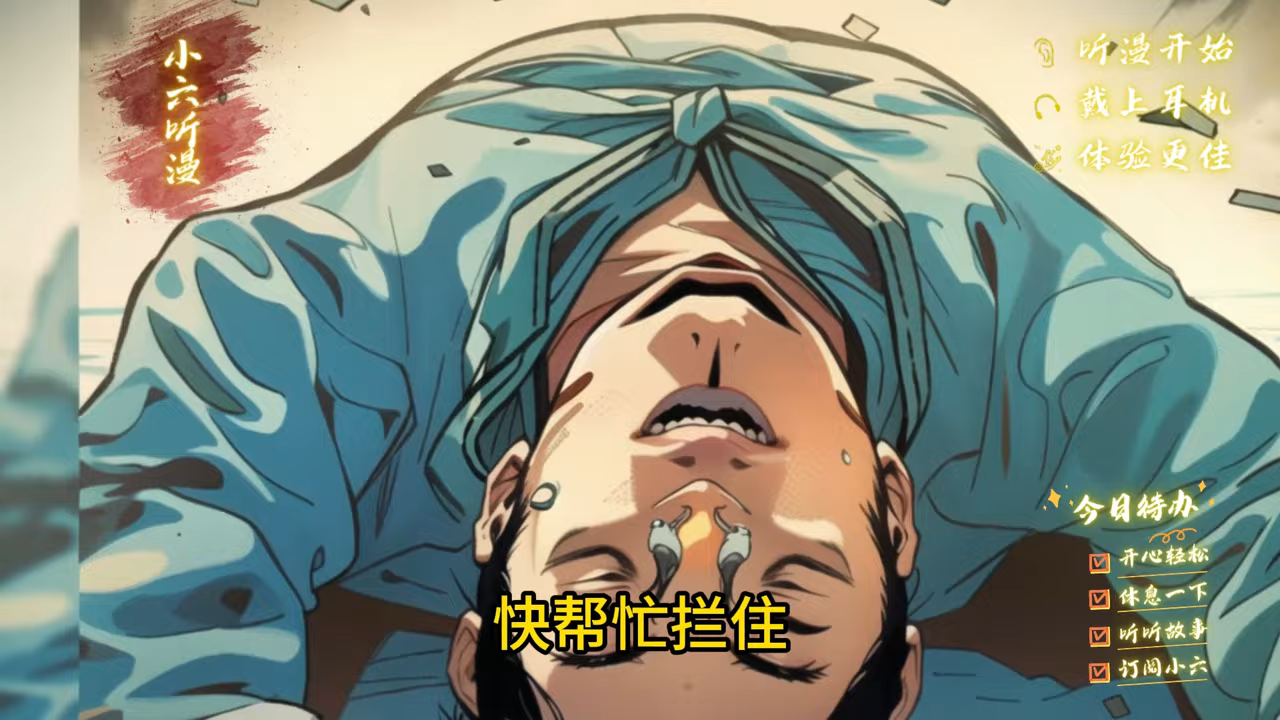 小六听漫
听漫开始
戴上耳机
体验更佳
今日待办
开心轻松
休息一下
听听故事
订阅小六
快帮忙拦住